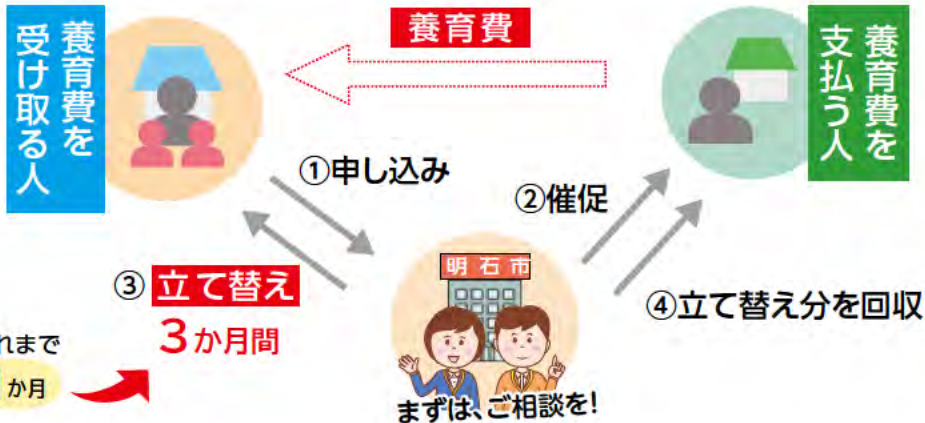 養育費を
受け取る人
養育費
養育費を
支払う人
①申し込み
②催促
③ 立て替え
3か月間
④立て替え分を回収
明石市
れまで
か月
まずは、ご相談を!